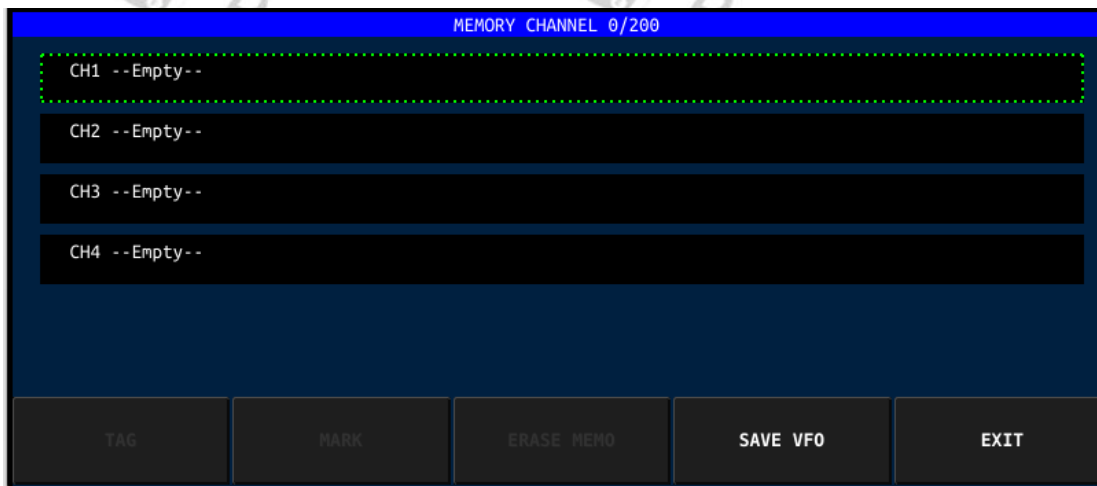 MEMORY CHANNEL 0/200
CH1 --Empty--
CH2 --Empty--
CH3 --Empty--
CH4 --Empty--
TAG MARK ERASE MEMO SAVE VFO EXIT